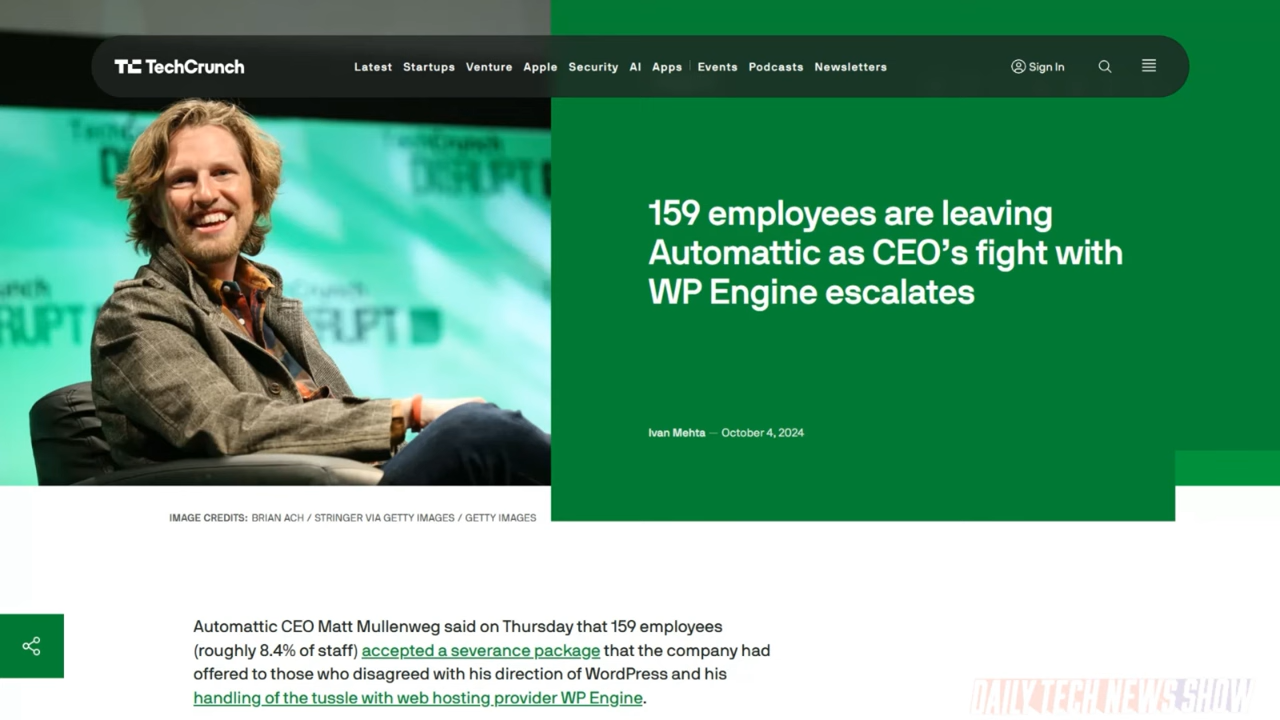 TechCrunch
Latest Startups Venture Apple Security AI Apps Events Podcasts Newsletters
Sign In
DISRUPT
159 employees are leaving
Automattic as CEO’s fight with
WP Engine escalates
Ivan Mehta — October 4, 2024
IMAGE CREDITS: BRIAN ACH / STRINGER VIA GETTY IMAGES / GETTY IMAGES
Automattic CEO Matt Mullenweg said on Thursday that 159 employees
(roughly 8.4% of staff) accepted a severance package that the company had
offered to those who disagreed with his direction of WordPress and his
handling of the tussle with web hosting provider WP Engine.
DAILY TECH NEWS SHOW